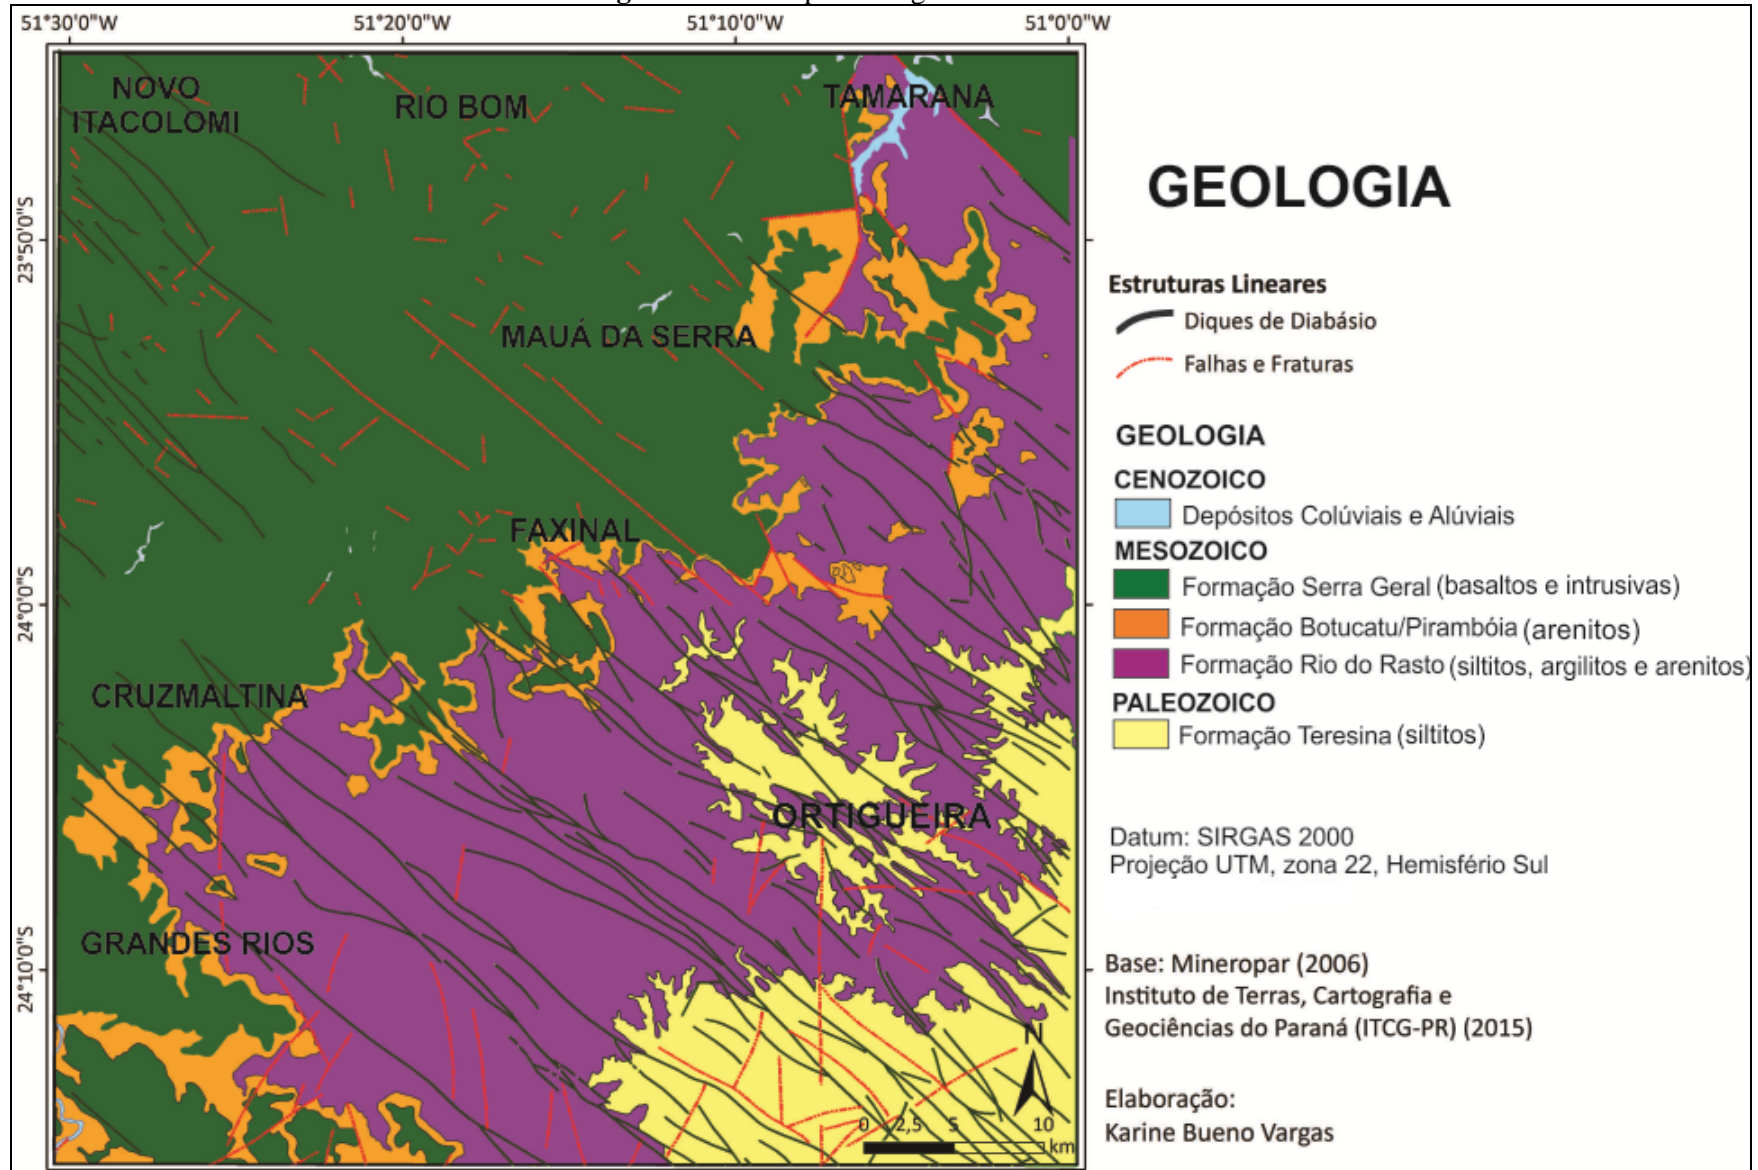 51°30'0"W 51°20'0"W 51°10'0"W 51°0'0"W
23°50'0"S
24°0'0"S
24°10'0"S
NOVO
ITACOLOMI
RIO BOM
TAMARANA
MAUÁ DA SERRA
FAXINAL
CRUZMALTINA
ORTIGUEIRA
GRANDES RIOS
N
0 2,5 5 10
km
GEOLOGIA
Estruturas Lineares
Diques de Diabásio
Falhas e Fraturas
GEOLOGIA
CENOZOICO
Depósitos Colúviais e Alúviais
MESOZOICO
Formação Serra Geral (basaltos e intrusivas)
Formação Botucatu/Pirambóia (arenitos)
Formação Rio do Rasto (siltitos, argilitos e arenitos)
PALEOZOICO
Formação Teresina (siltitos)
Datum: SIRGAS 2000
Projeção UTM, zona 22, Hemisfério Sul
Base: Mineropar (2006)
Instituto de Terras, Cartografia e
Geociências do Paraná (ITCG-PR) (2015)
Elaboração:
Karine Bueno Vargas